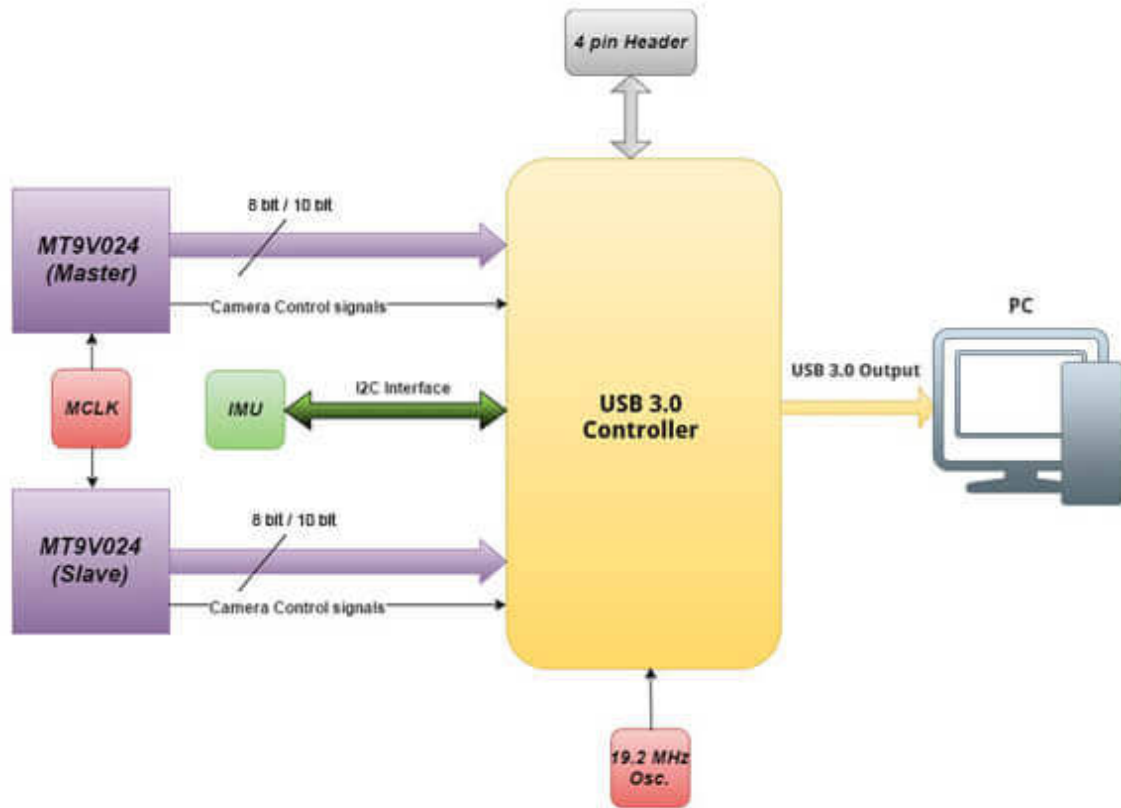 4 pin Header
8 bit / 10 bit
MT9V024
(Master)
Camera Control signals
PC
MCLK
IMU
I2C Interface
USB 3.0
Controller
USB 3.0 Output
8 bit / 10 bit
MT9V024
(Slave)
Camera Control signals
19.2 MHz
Osc.